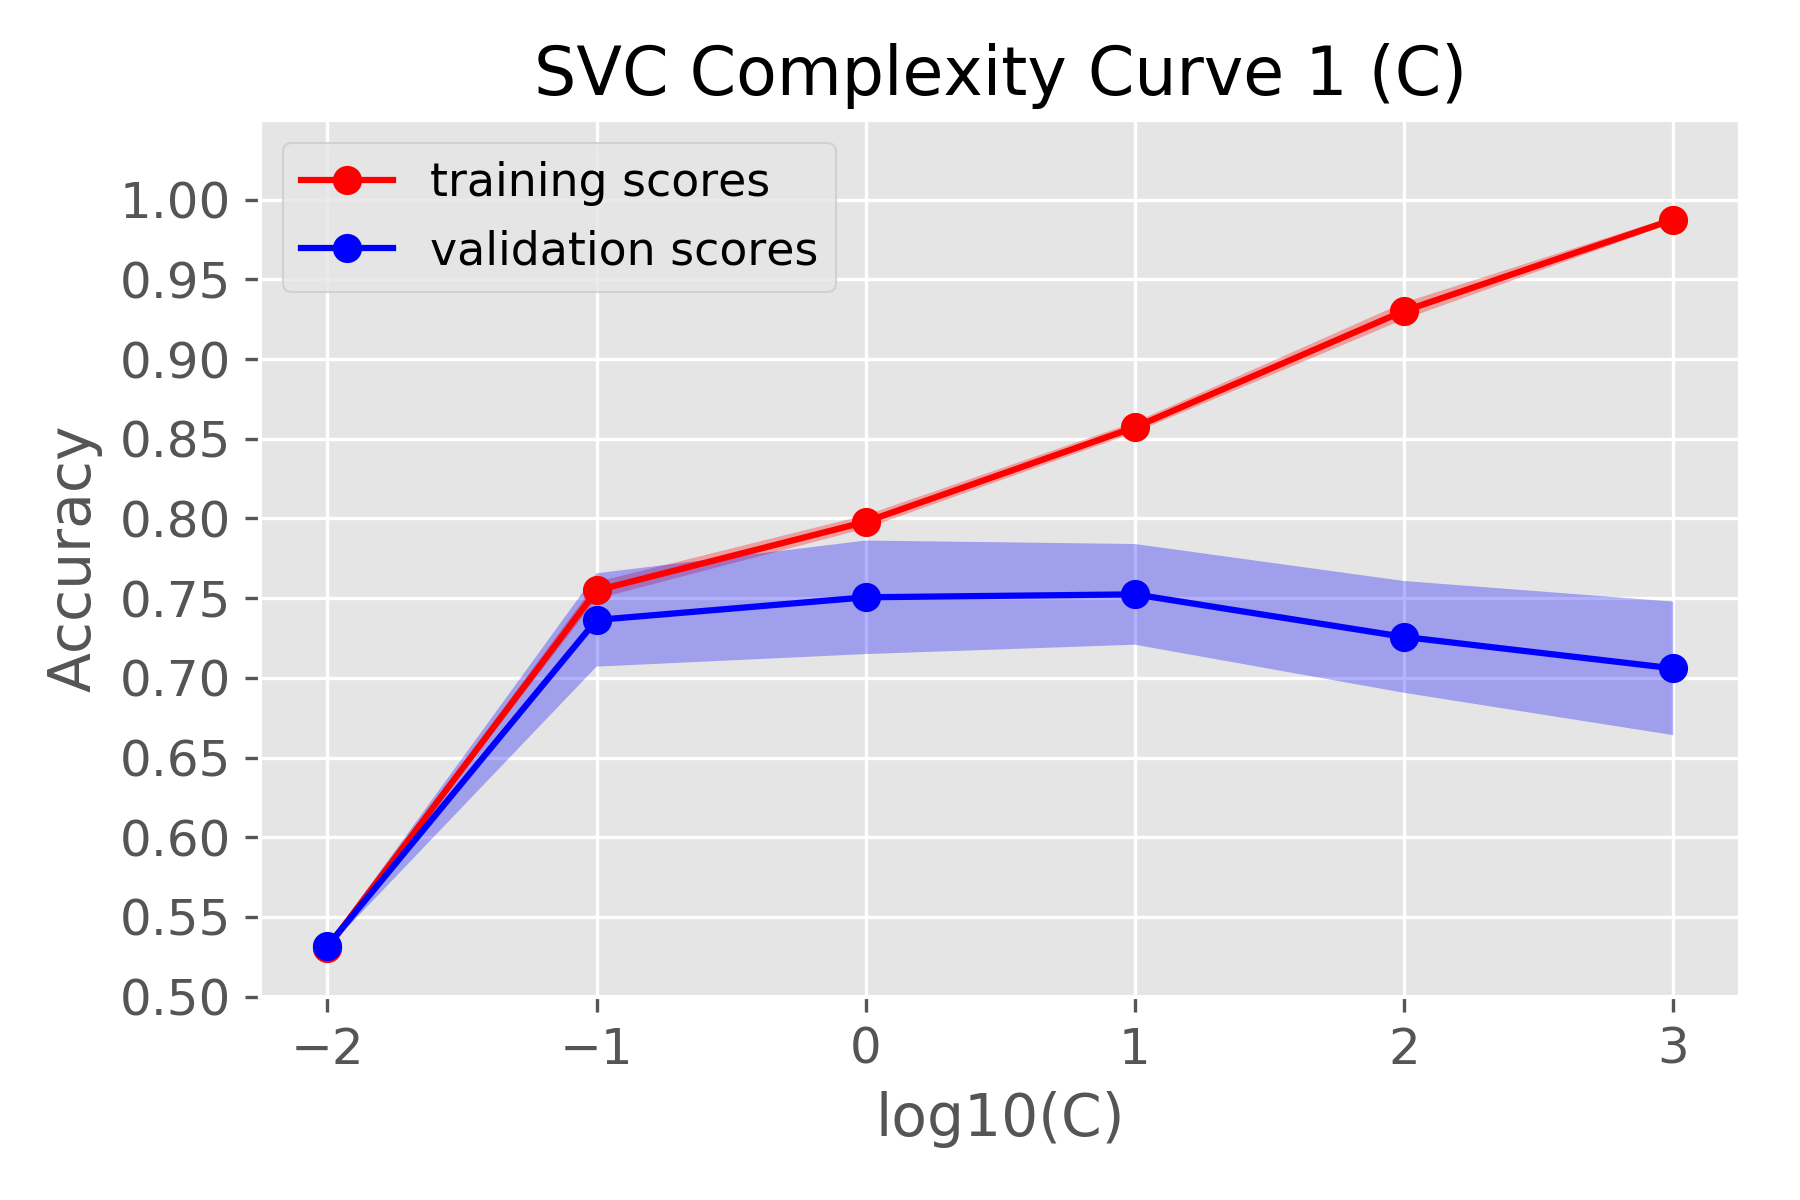 SVC Complexity Curve 1 (C)
training scores
validation scores
1.00
0.95
0.90
0.85
0.80
0.75
0.70
0.65
0.60
0.55
0.50
Accuracy
−2 −1 0 1 2 3
log10(C)